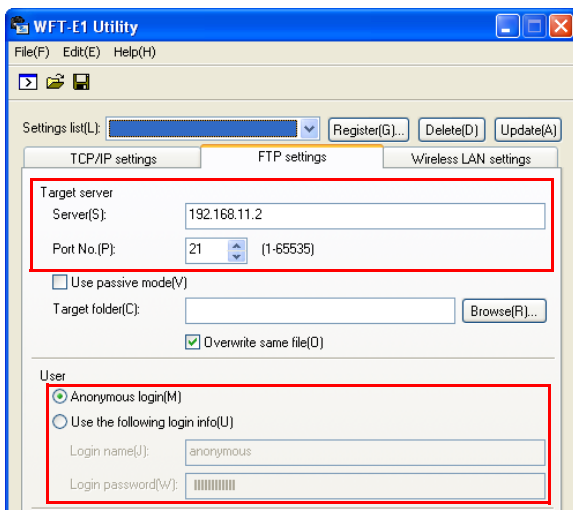 WFT-E1 Utility
File(F) Edit(E) Help(H)
Settings list(L): Register(G)... Delete(D) Update(A)
TCP/IP settings FTP settings Wireless LAN settings
Target server
Server(S): 192.168.11.2
Port No.(P): 21 (1-65535)
Use passive mode(V)
Target folder(C): Browse(R)...
Overwrite same file(O)
User
Anonymous login(M)
Use the following login info(U)
Login name(J): anonymous
Login password(W):